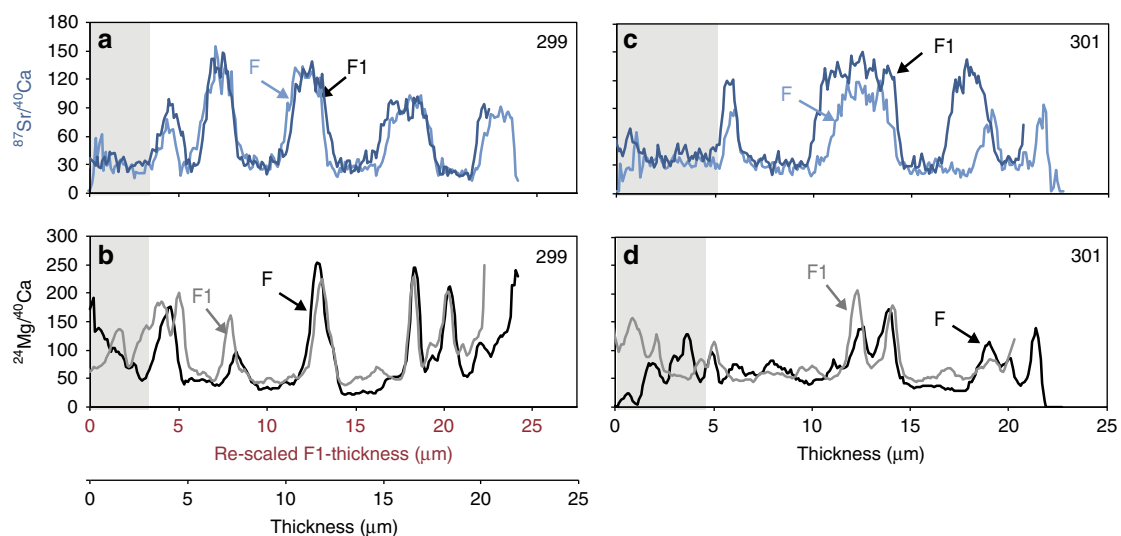 180
150
120
90
60
30
0
⁸⁷Sr/⁴⁰Ca
a
F
F1
299
c
F
F1
301
300
250
200
150
100
50
0
²⁴Mg/⁴⁰Ca
b
F1
F
299
d
F1
F
301
0 5 10 15 20 25
Re-scaled F1-thickness (μm)
0 5 10 15 20 25
Thickness (μm)
0 5 10 15 20 25
Thickness (μm)